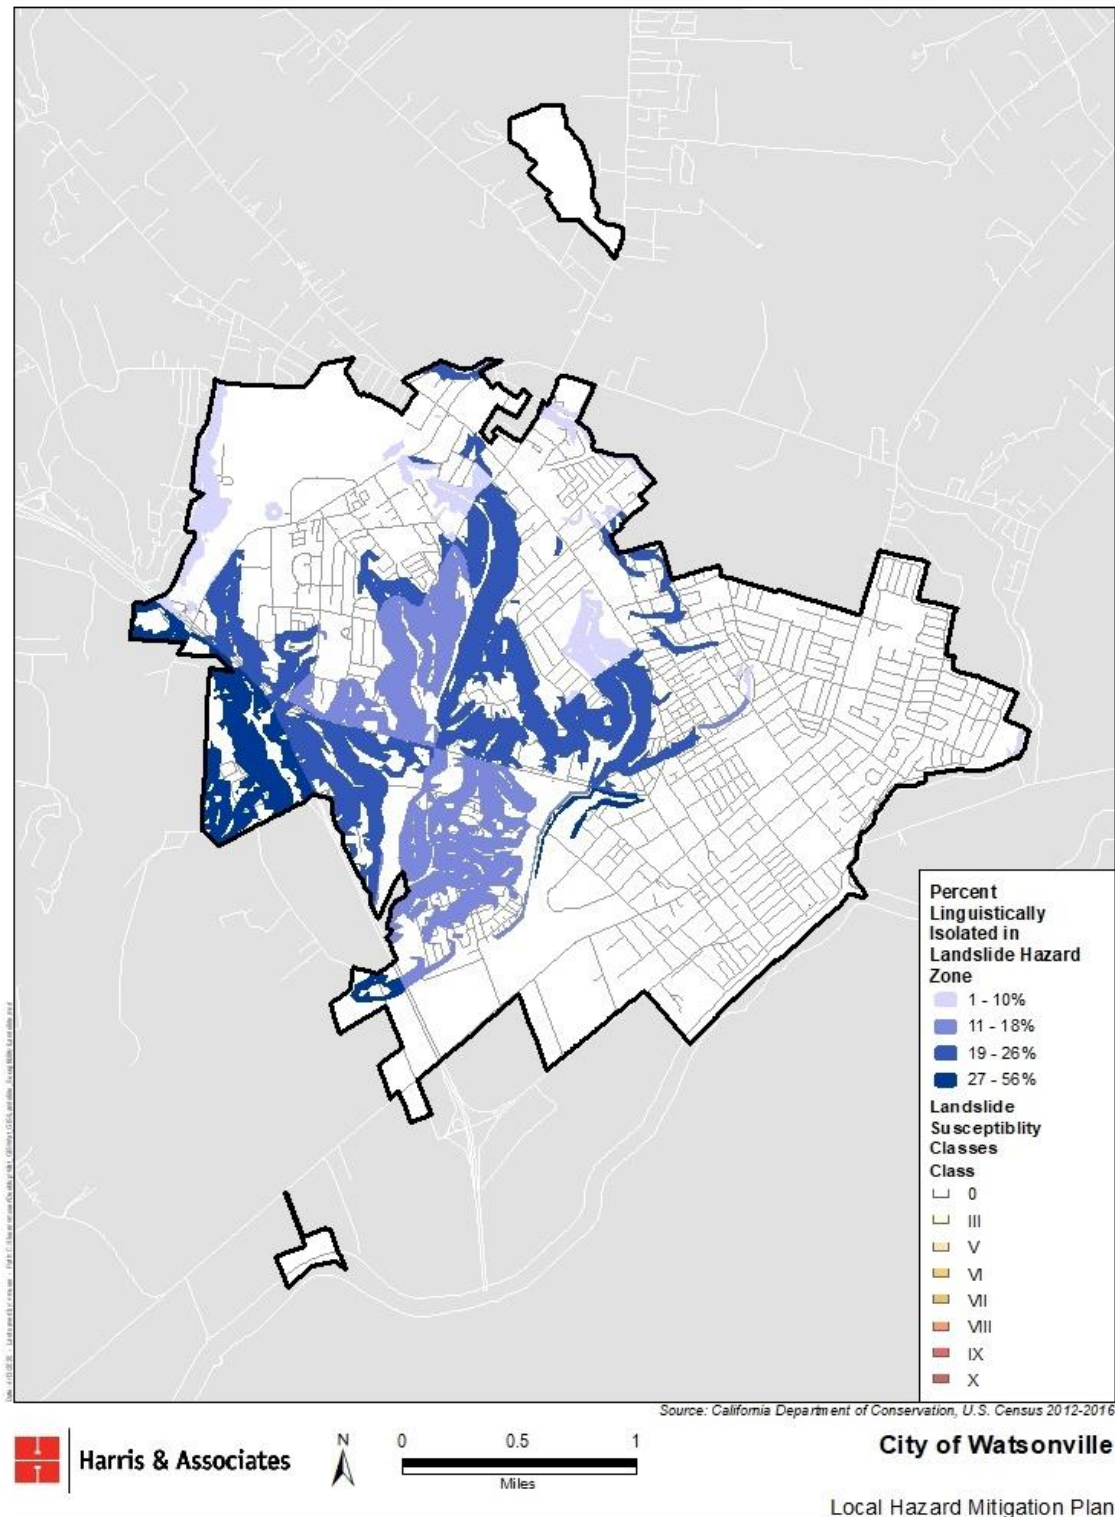 Percent
Linguistically
Isolated in
Landslide Hazard
Zone
1 - 10%
11 - 18%
19 - 26%
27 - 56%
Landslide
Susceptiblity
Classes
Class
0
III
V
VI
VII
VIII
IX
X
Source: California Department of Conservation, U.S. Census 2012-2016
Harris & Associates
N
0 0.5 1
Miles
City of Watsonville
Local Hazard Mitigation Plan